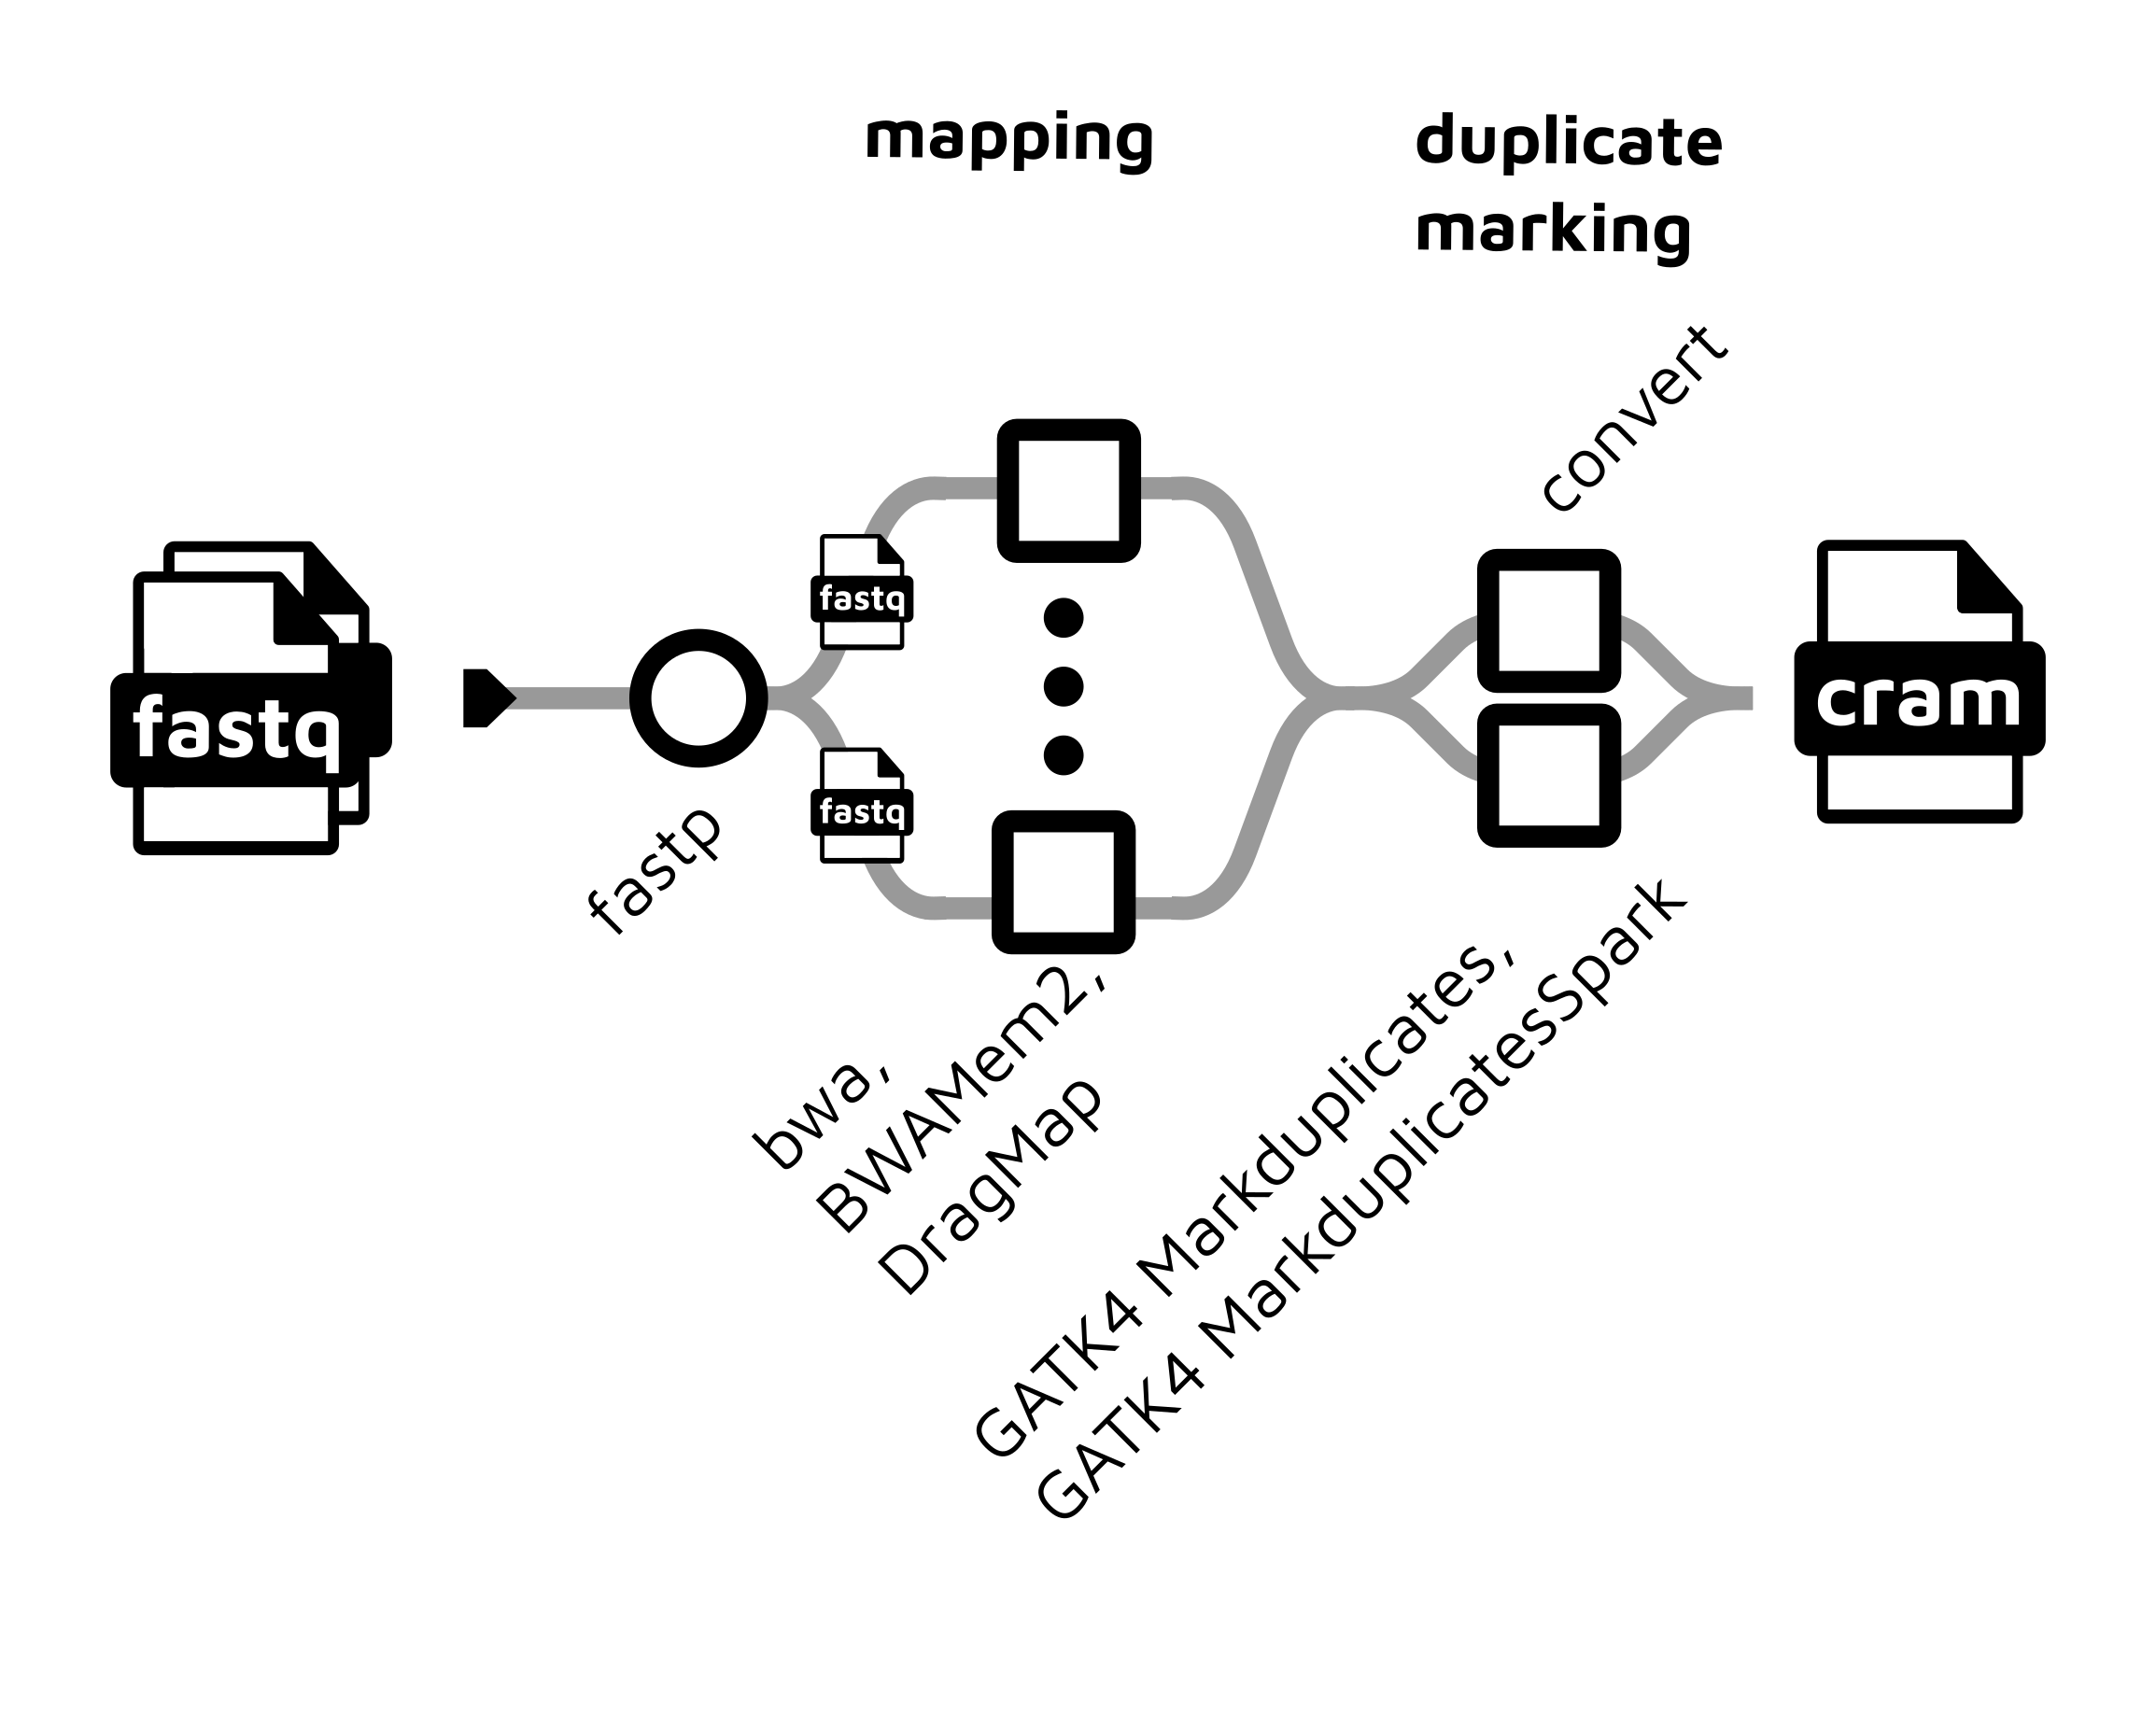 mapping
duplicate
marking
convert
fastq
fastq
fastq
cram
fastp
bwa,
BWAMem2,
DragMap
GATK4 Markduplicates,
GATK4 MarkduplicatesSpark